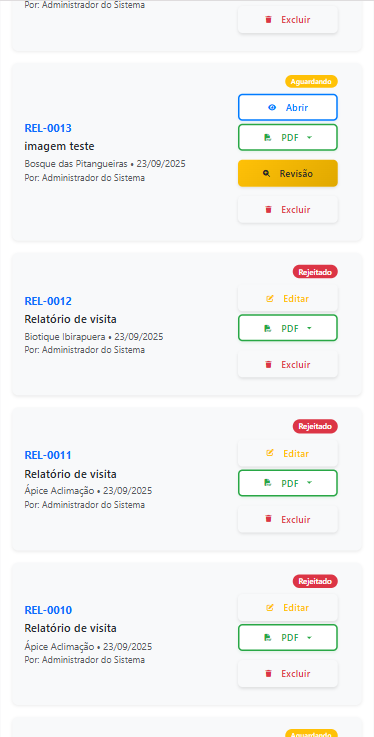 Por: Administrador do Sistema
Excluir
Aguardando
Abrir
REL-0013
PDF
imagem teste
Bosque das Pitangueiras • 23/09/2025
Revisão
Por: Administrador do Sistema
Excluir
Rejeitado
REL-0012
Editar
Relatório de visita
PDF
Biotique Ibirapuera • 23/09/2025
Por: Administrador do Sistema
Excluir
Rejeitado
REL-0011
Editar
Relatório de visita
PDF
Ápice Aclimação • 23/09/2025
Por: Administrador do Sistema
Excluir
Rejeitado
REL-0010
Editar
Relatório de visita
PDF
Ápice Aclimação • 23/09/2025
Por: Administrador do Sistema
Excluir
Aguardando